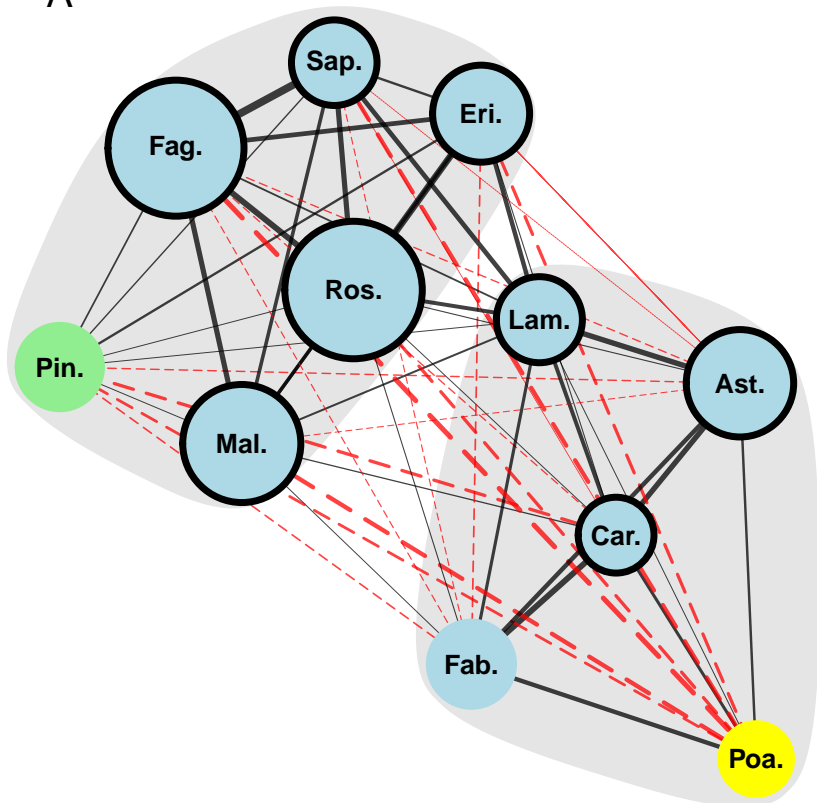 A
Sap.
Eri.
Fag.
Ros.
Lam.
Pin.
Ast.
Mal.
Car.
Fab.
Poa.